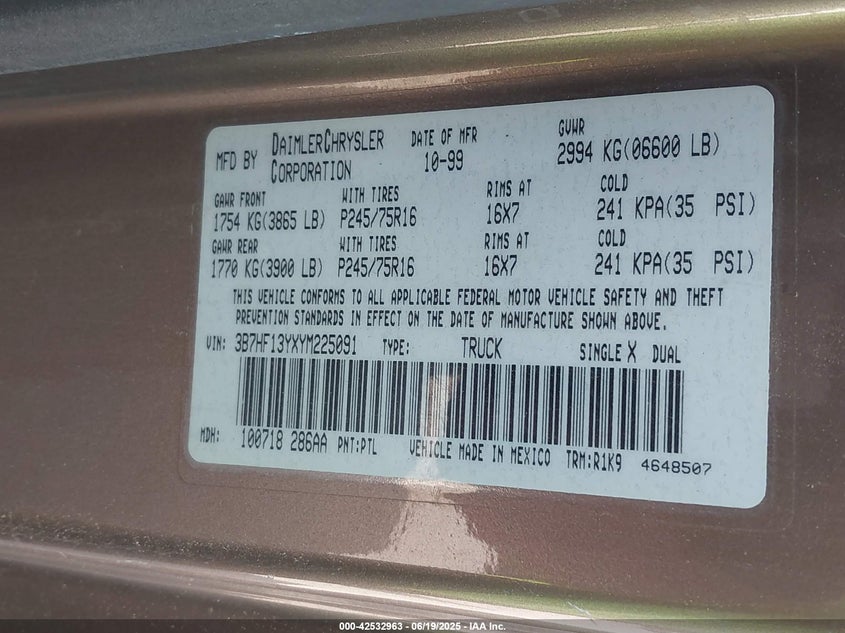 MFD BY DAIMLERCHRYSLER CORPORATION DATE OF MFR 10-99 GVWR 2994 KG(06600 LB)
GAWR FRONT WITH TIRES RIMS AT COLD
1754 KG(3865 LB) P245/75R16 16X7 241 KPA(35 PSI)
GAWR REAR WITH TIRES RIMS AT COLD
1770 KG(3900 LB) P245/75R16 16X7 241 KPA(35 PSI)
THIS VEHICLE CONFORMS TO ALL APPLICABLE FEDERAL MOTOR VEHICLE SAFETY AND THEFT
PREVENTION STANDARDS IN EFFECT ON THE DATE OF MANUFACTURE SHOWN ABOVE.
VIN: 3B7HF13YXYM225091 TYPE: TRUCK SINGLE X DUAL
MDH: 100718 286AA PNT:PTL VEHICLE MADE IN MEXICO TRM:R1K9 4648507
000-42532963 - 06/19/2025 - IAA Inc.